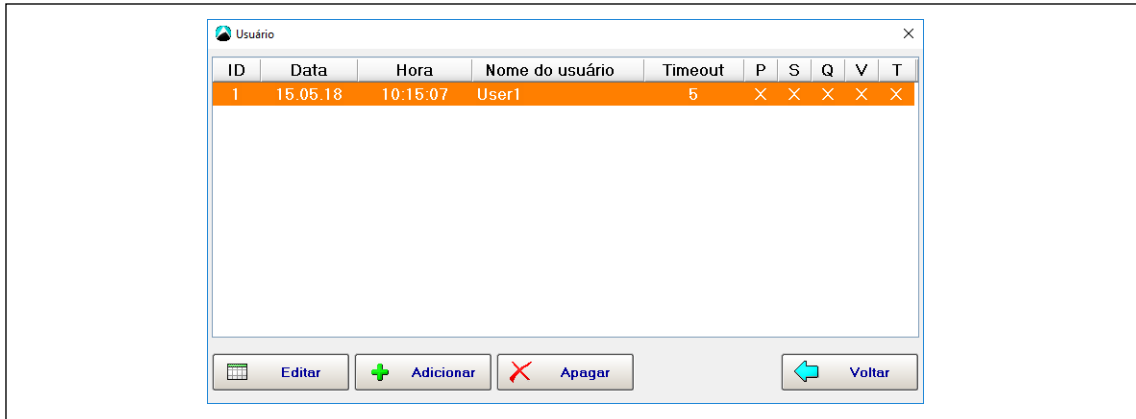 Usuário
ID Data Hora Nome do usuário Timeout P S Q V T
1 15.05.18 10:15:07 User1 5 X X X X X
Editar Adicionar Apagar Voltar